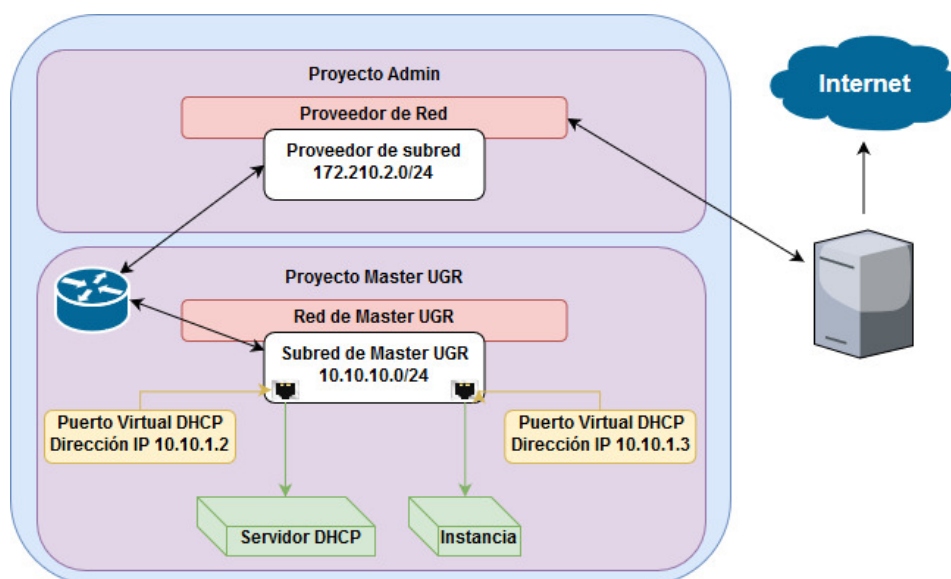 Proyecto Admin
Proveedor de Red
Proveedor de subred
172.210.2.0/24
Internet
Proyecto Master UGR
Red de Master UGR
Subred de Master UGR
10.10.10.0/24
Puerto Virtual DHCP
Dirección IP 10.10.1.2
Puerto Virtual DHCP
Dirección IP 10.10.1.3
Servidor DHCP
Instancia